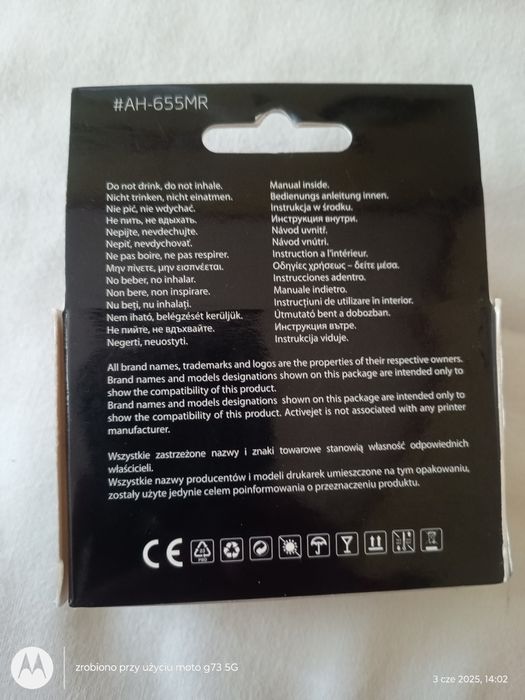 #AH-655MR
Do not drink, do not inhale.
Nicht trinken, nicht einatmen.
Nie pić, nie wdychać.
Не пить, не вдыхать.
Nepijte, nevdechujte.
Nepiť, nevdychovať.
Ne pas boire, ne pas respirer.
Μην πίνετε, μην εισπνέεται.
No beber, no inhalar.
Non bere, non inspirare.
Nu beți, nu inhalați.
Nem iható, belégzését kerüljük.
Не пийте, не вдъхвайте.
Negerti, neuostyti.
Manual inside.
Bedienungs anleitung innen.
Instrukcja w środku.
Инструкция внутри.
Návod uvnitř.
Návod vnútri.
Instruction a l'intérieur.
Οδηγίες χρήσεως – δείτε μέσα.
Instrucciones adentro.
Manuale indietro.
Instrucțiuni de utilizare în interior.
Útmutató bent a dobozban.
Инструкция вътре.
Instrukcija viduje.
All brand names, trademarks and logos are the properties of their respective owners.
Brand names and models designations shown on this package are intended only to
show the compatibility of this product.
Brand names and models designations shown on this package are intended only to
show the compatibility of this product. Activejet is not associated with any printer
manufacturer.
Wszystkie zastrzeżone nazwy i znaki towarowe stanowią własność odpowiednich
właścicieli.
Wszystkie nazwy producentów i modeli drukarek umieszczone na tym opakowaniu,
zostały użyte jedynie celem poinformowania o przeznaczeniu produktu.
CE
PRO
zrobiono przy użyciu moto g73 5G
3 cze 2025, 14:02